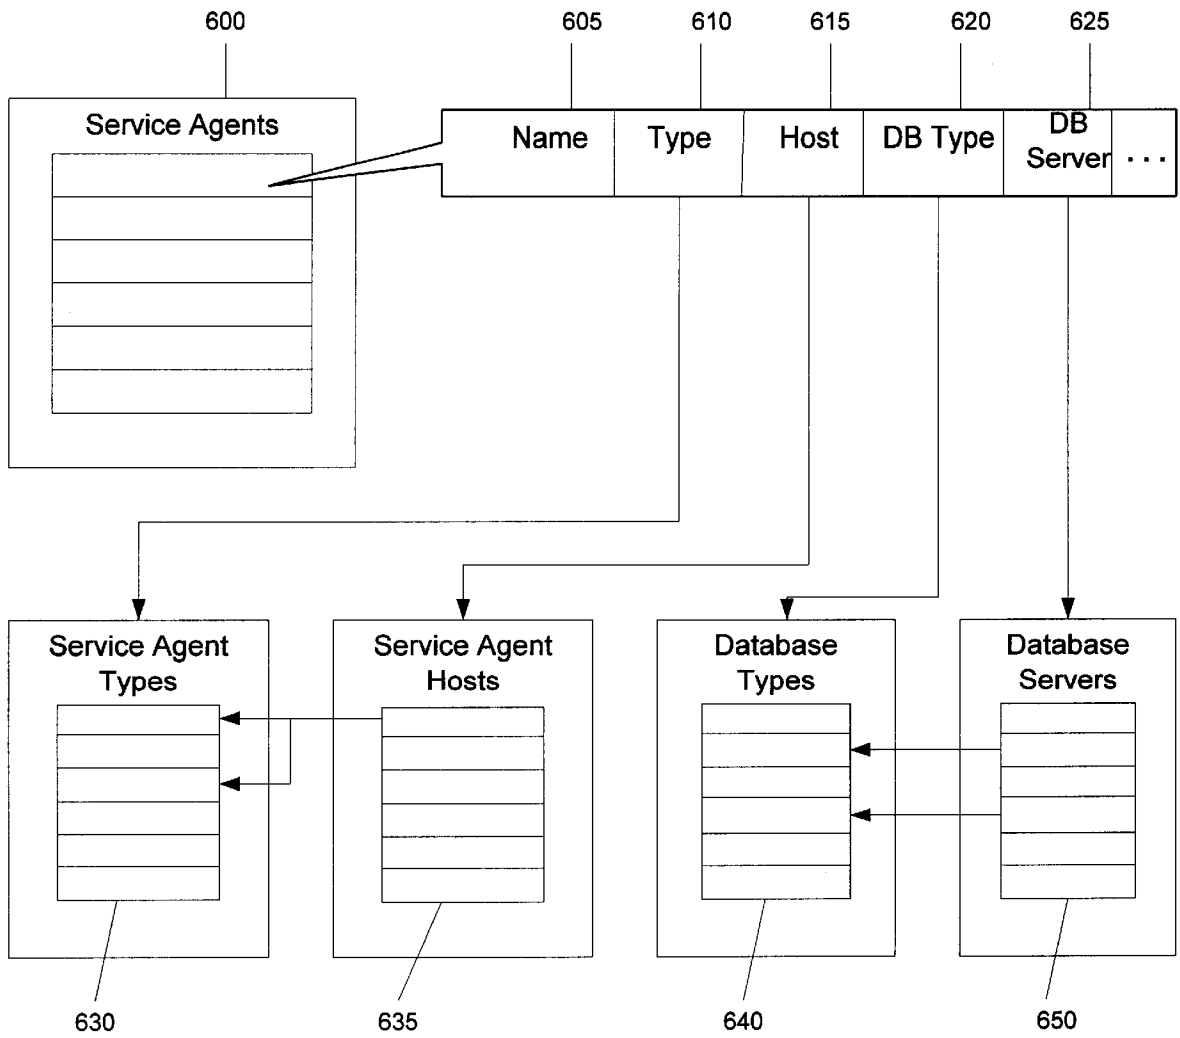 600 605 610 615 620 625
Service Agents
Name Type Host DB Type DB
Server ...
Service Agent
Types
Service Agent
Hosts
Database
Types
Database
Servers
630 635 640 650